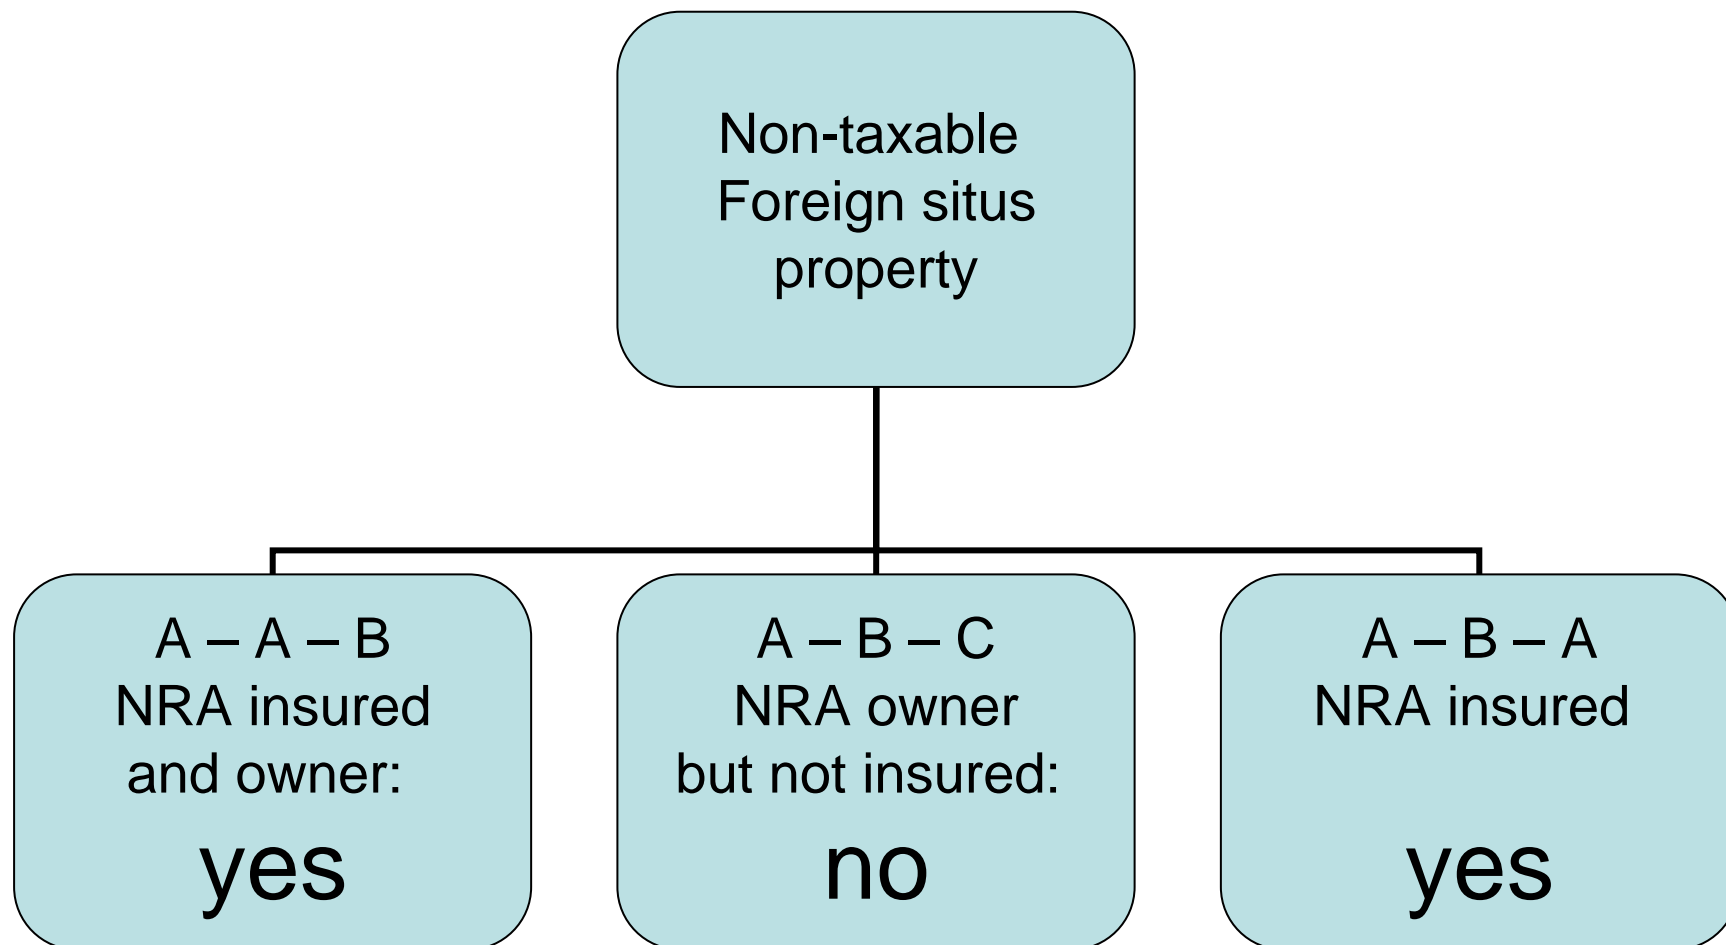 Non-taxable
Foreign situs
property
A – A – B
NRA insured
and owner:
yes
A – B – C
NRA owner
but not insured:
no
A – B – A
NRA insured
yes